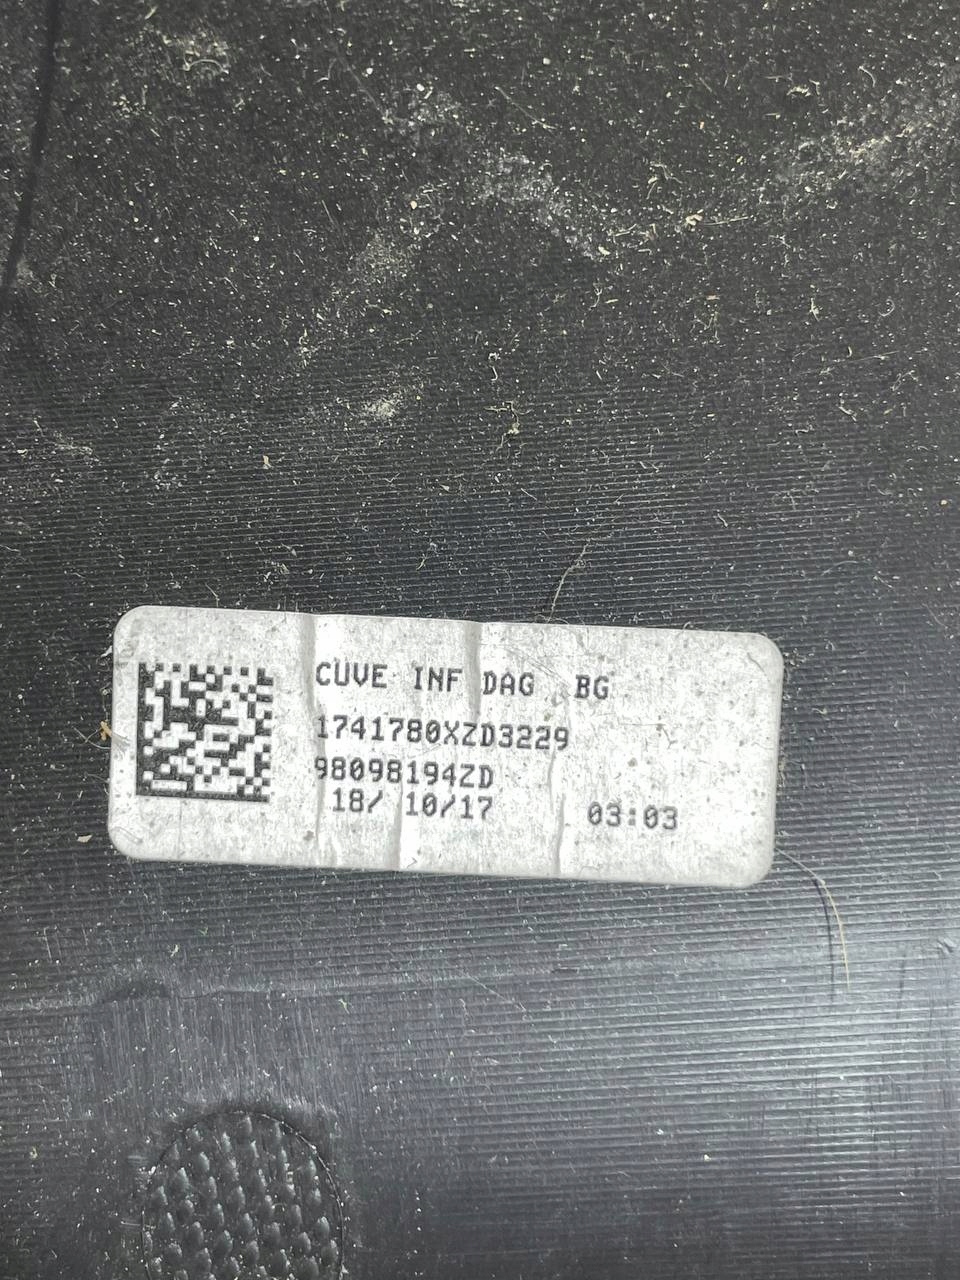 CUVE INF DAG BG
1741780XZD3229
98098194ZD
18/ 10/17 03:03